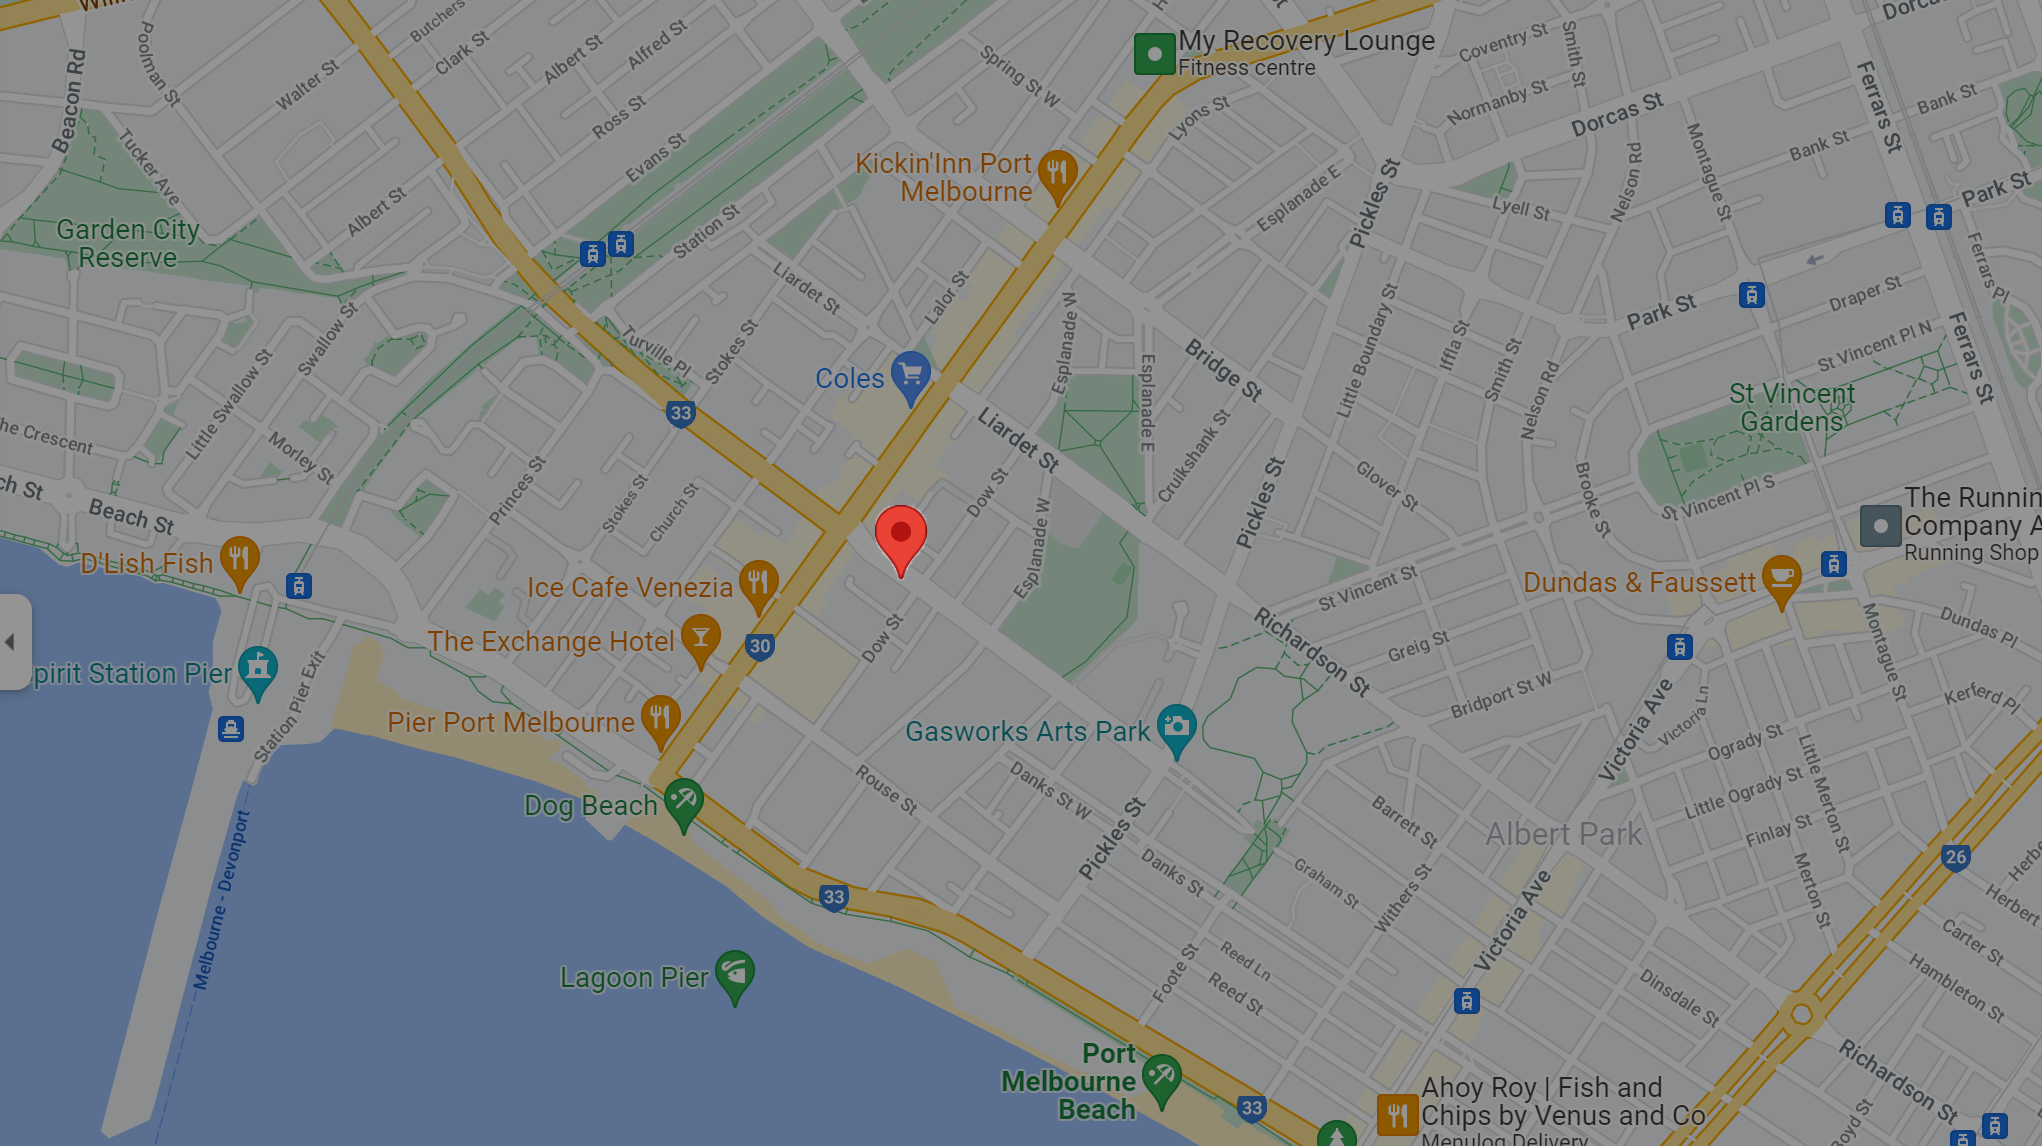 Beacon Rd
Poolman St
Butchers
Clark St
Walter St
Albert St
Alfred St
Ross St
Evans St
Tucker Ave
Albert St
Garden City
Reserve
Station St
Liardet St
Lalor St
Spring St W
My Recovery Lounge
Fitness centre
Kickin'Inn Port
Melbourne
Lyons St
Esplanade E
Pickles St
Coventry St
Smith St
Normanby St
Dorcas St
Dorcas
Ferrars St
Bank St
Bank St
Montague St
Nelson Rd
Lyell St
Park St
Park St
Ferrars Pl
Draper St
St Vincent Pl N
Ferrars St
St Vincent
Gardens
St Vincent Pl S
Swallow St
Little Swallow St
Morley St
The Crescent
ch St
Beach St
Turville Pl
Stokes St
33
Coles
Princes St
Stokes St
Church St
Liardet St
Dow St
Esplanade W
Esplanade E
Bridge St
Cruikshank St
Little Boundary St
Iffla St
Smith St
Nelson Rd
Brooke St
Glover St
Pickles St
Esplanade W
The Runnin
Company A
Running Shop
D'Lish Fish
Ice Cafe Venezia
The Exchange Hotel
30
Dow St
St Vincent St
Richardson St
Greig St
Bridport St W
Dundas & Faussett
Dundas Pl
Montague St
Kerferd Pl
Victoria Ave
Victoria Ln
Ogrady St
Little Ogrady St
Little Merton St
Finlay St
Merton St
pirit Station Pier
Station Pier Exit
Pier Port Melbourne
Gasworks Arts Park
Dog Beach
Rouse St
Danks St W
Pickles St
Danks St
Barrett St
Albert Park
Graham St
Withers St
Victoria Ave
26
Herbe
Herbert
Carter St
Hambleton St
Melbourne - Devonport
33
Lagoon Pier
Foote St
Reed Ln
Reed St
Dinsdale St
Richardson St
Port
Melbourne
Beach
33
Ahoy Roy | Fish and
Chips by Venus and Co
Menulog Delivery
oyd St